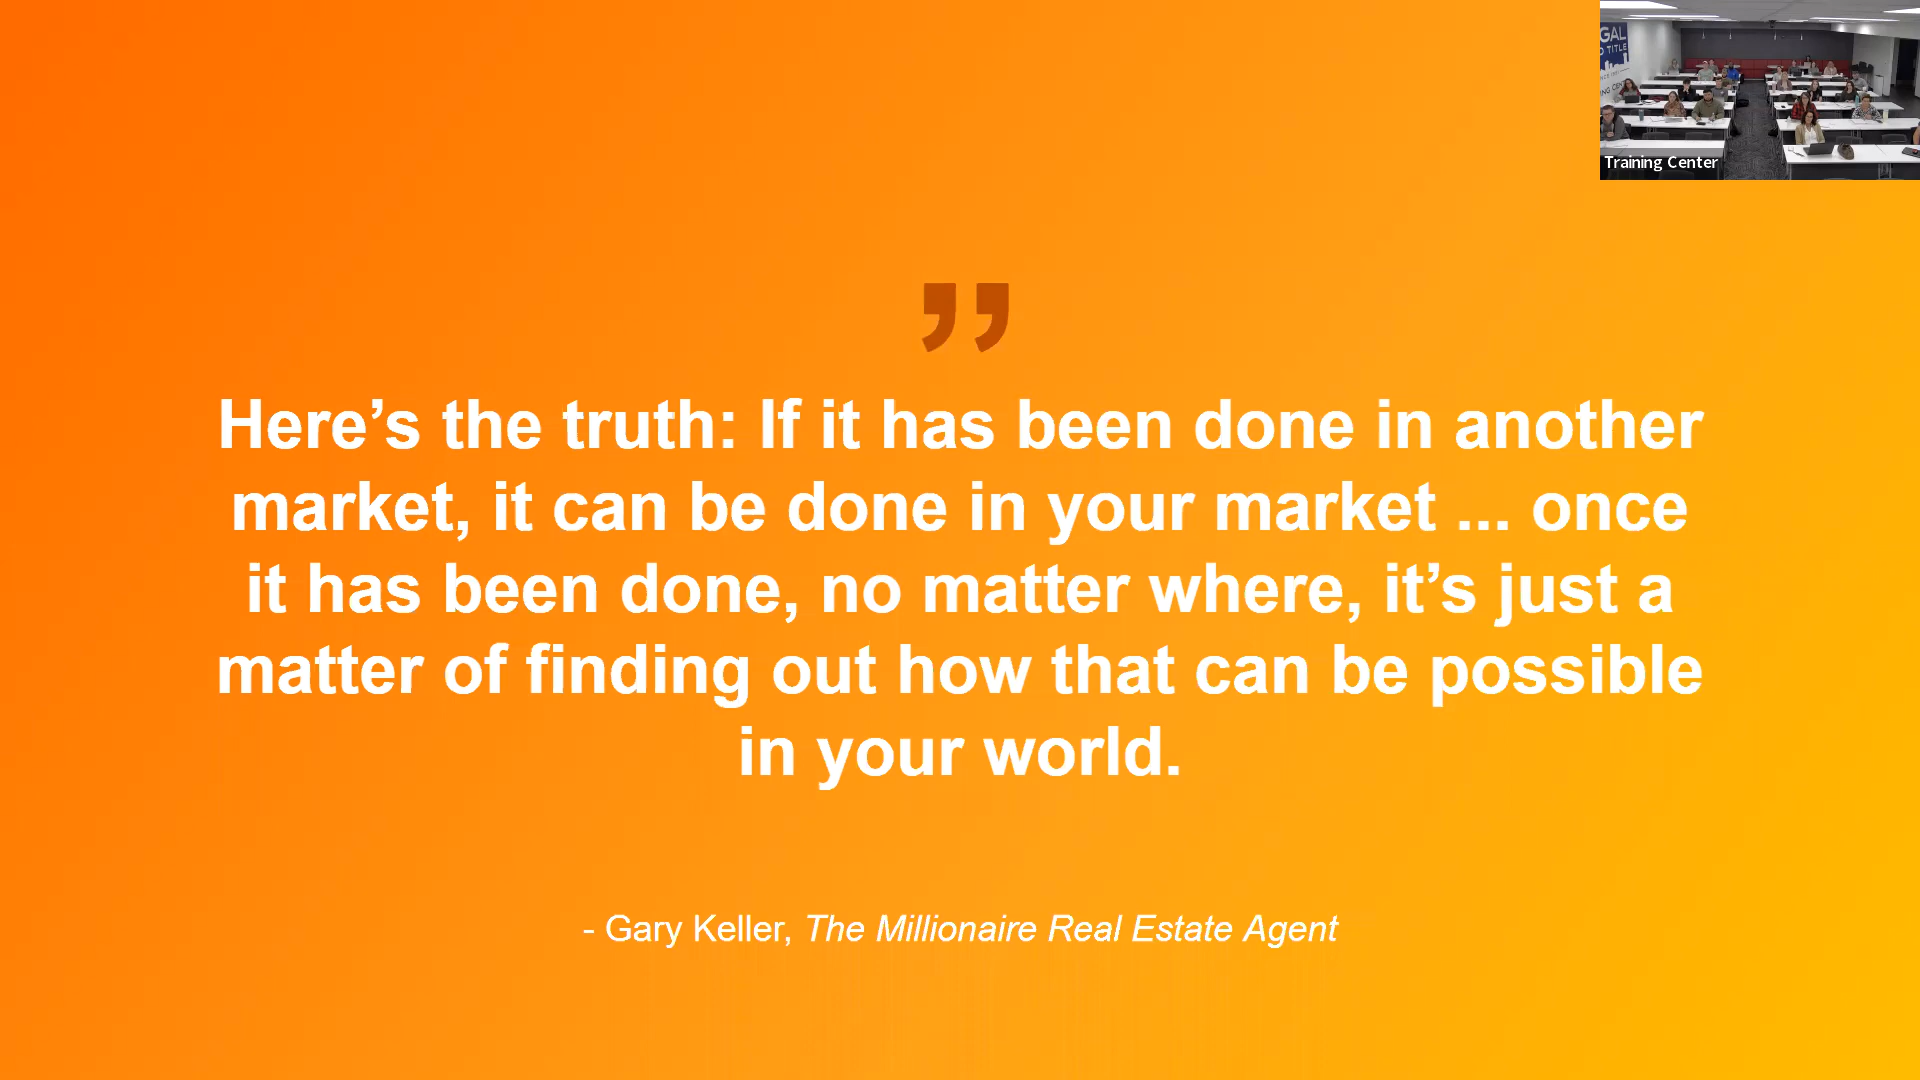 GAL
D TITLE
Training Center
”
Here’s the truth: If it has been done in another
market, it can be done in your market ... once
it has been done, no matter where, it’s just a
matter of finding out how that can be possible
in your world.
- Gary Keller, The Millionaire Real Estate Agent